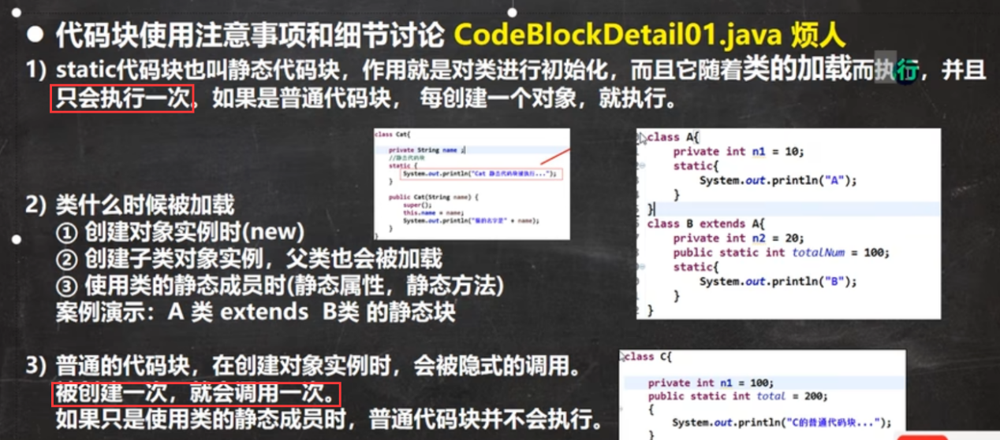 ● 代码块使用注意事项和细节讨论 CodeBlockDetail01.java 烦人
1) static代码块也叫静态代码块，作用就是对类进行初始化，而且它随着类的加载而执行，并且
只会执行一次。如果是普通代码块， 每创建一个对象，就执行。
class Cat{
private String name ;
//静态代码块
static {
System.out.println("Cat 静态代码块被执行...");
}
public Cat(String name) {
super();
this.name = name;
System.out.println("猫的名字是" + name);
}
}
class A{
private int n1 = 10;
static{
System.out.println("A");
}
}
class B extends A{
private int n2 = 20;
public static int totalNum = 100;
static{
System.out.println("B");
}
}
2) 类什么时候被加载
① 创建对象实例时(new)
② 创建子类对象实例，父类也会被加载
③ 使用类的静态成员时(静态属性，静态方法)
案例演示：A 类 extends B类 的静态块
3) 普通的代码块，在创建对象实例时，会被隐式的调用。
被创建一次，就会调用一次。
如果只是使用类的静态成员时，普通代码块并不会执行。
class C{
private int n1 = 100;
public static int total = 200;
{
System.out.println("C的普通代码块...");
}